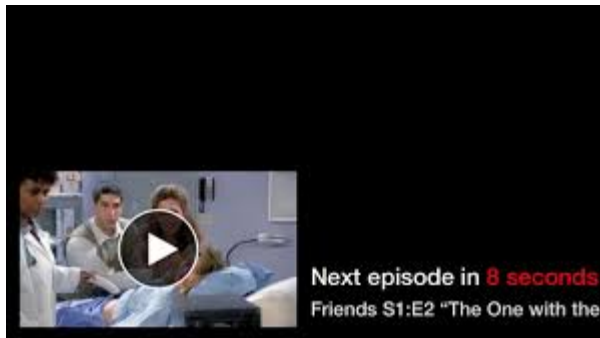 Next episode in 8 seconds
Friends S1:E2 “The One with the